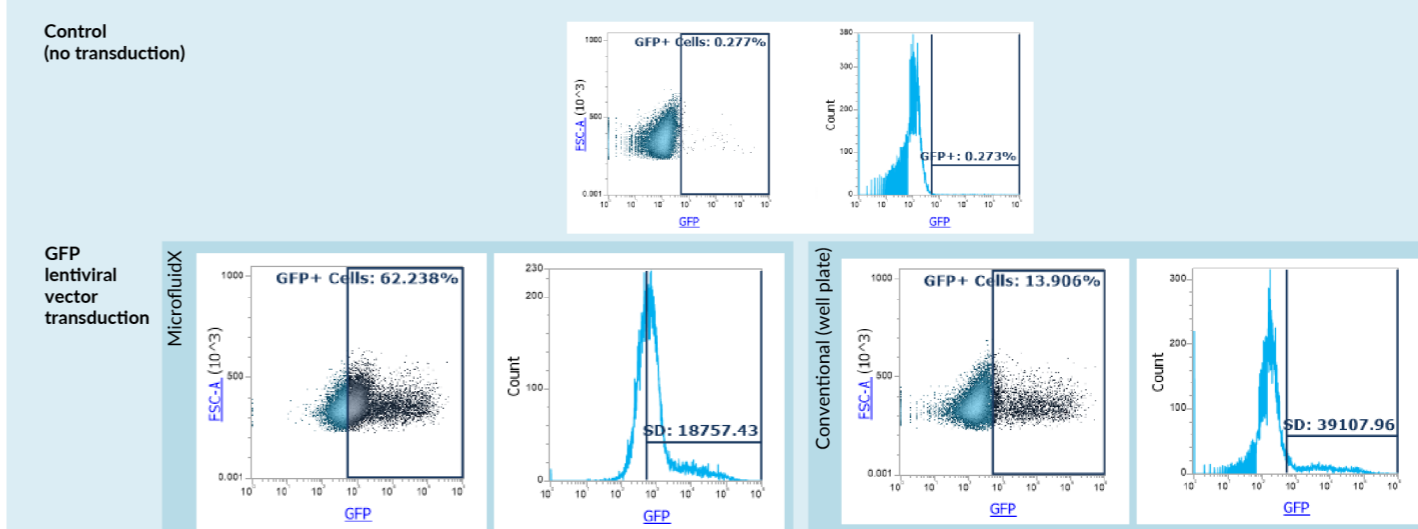 Control
(no transduction)
GFP+ Cells: 0.277%
1000
500
0.001
FSC-A (10^3)
GFP
380
300
200
100
0
Count
GFP+: 0.273%
GFP
GFP
lentiviral
vector
transduction
MicrofluidX
GFP+ Cells: 62.238%
1000
500
0.001
FSC-A (10^3)
GFP
230
200
100
0
Count
SD: 18757.43
GFP
Conventional (well plate)
GFP+ Cells: 13.906%
1000
500
0.001
FSC-A (10^3)
GFP
300
200
100
0
Count
SD: 39107.96
GFP